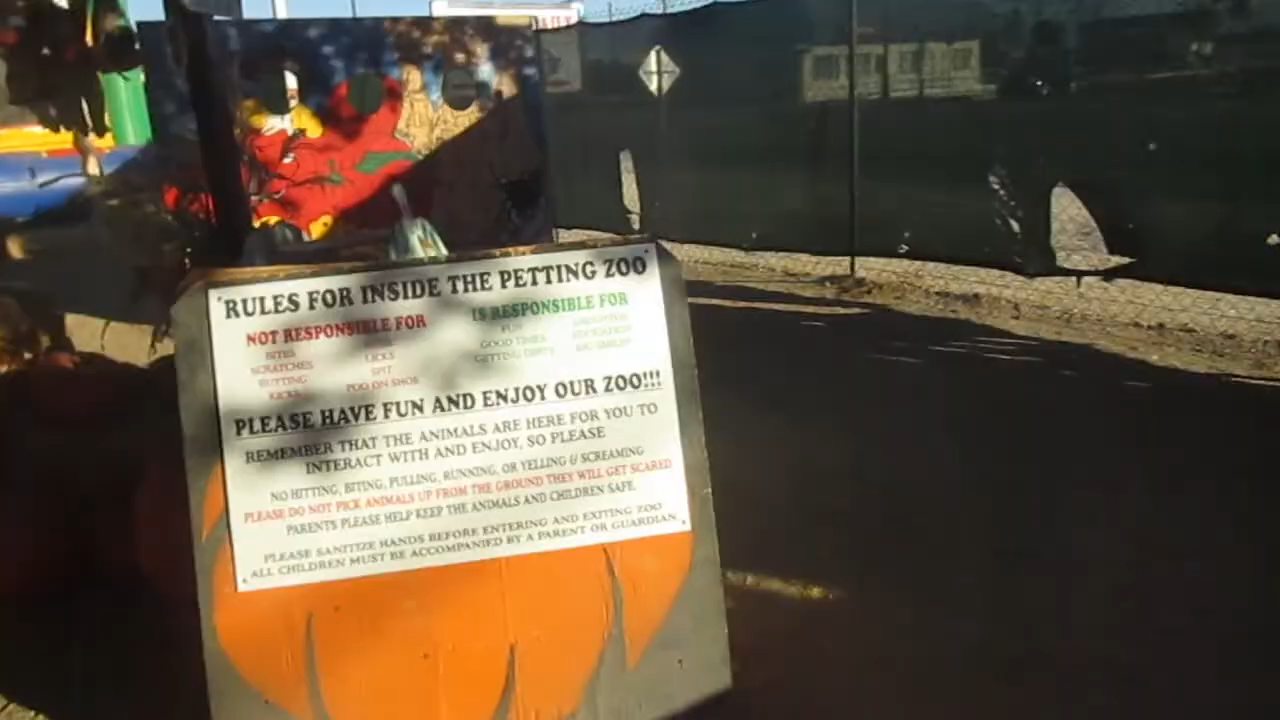 RULES FOR INSIDE THE PETTING ZOO
NOT RESPONSIBLE FOR
BITES LICKS
SCRATCHES SPIT
BUTTING POO ON SHOE
KICKS
IS RESPONSIBLE FOR
FUN
GOOD TIMES EDUCATION
GETTING DIRTY BIG SMILES
PLEASE HAVE FUN AND ENJOY OUR ZOO!!!
REMEMBER THAT THE ANIMALS ARE HERE FOR YOU TO
INTERACT WITH AND ENJOY, SO PLEASE
NO HITTING, BITING, PULLING, RUNNING, OR YELLING & SCREAMING
PLEASE DO NOT PICK ANIMALS UP FROM THE GROUND THEY WILL GET SCARED
PARENTS PLEASE HELP KEEP THE ANIMALS AND CHILDREN SAFE.
PLEASE SANITIZE HANDS BEFORE ENTERING AND EXITING ZOO
ALL CHILDREN MUST BE ACCOMPANIED BY A PARENT OR GUARDIAN